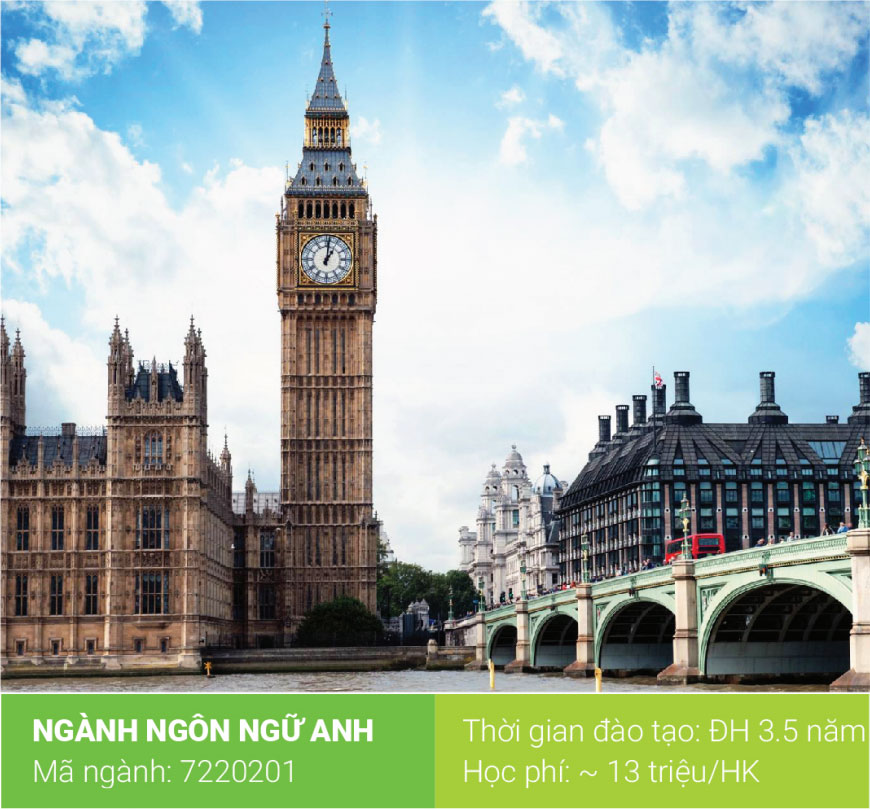 NGÀNH NGÔN NGỮ ANH
Mã ngành: 7220201
Thời gian đào tạo: ĐH 3.5 năm
Học phí: ~ 13 triệu/HK